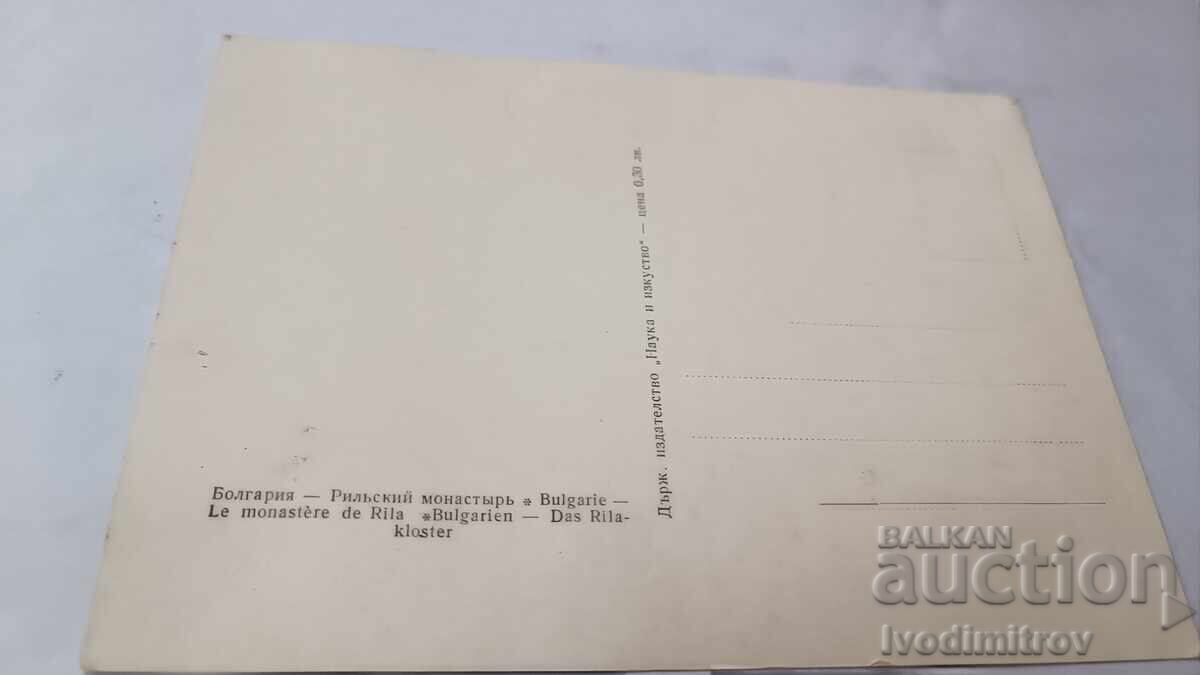 Болгария — Рильский монастырь * Bulgarie —
Le monastère de Rila *Bulgarien — Das Rila-
kloster
Държ. издателство „Наука и изкуство“ — цена 0,30 лв.
BALKAN
auction
Ivodimitrov